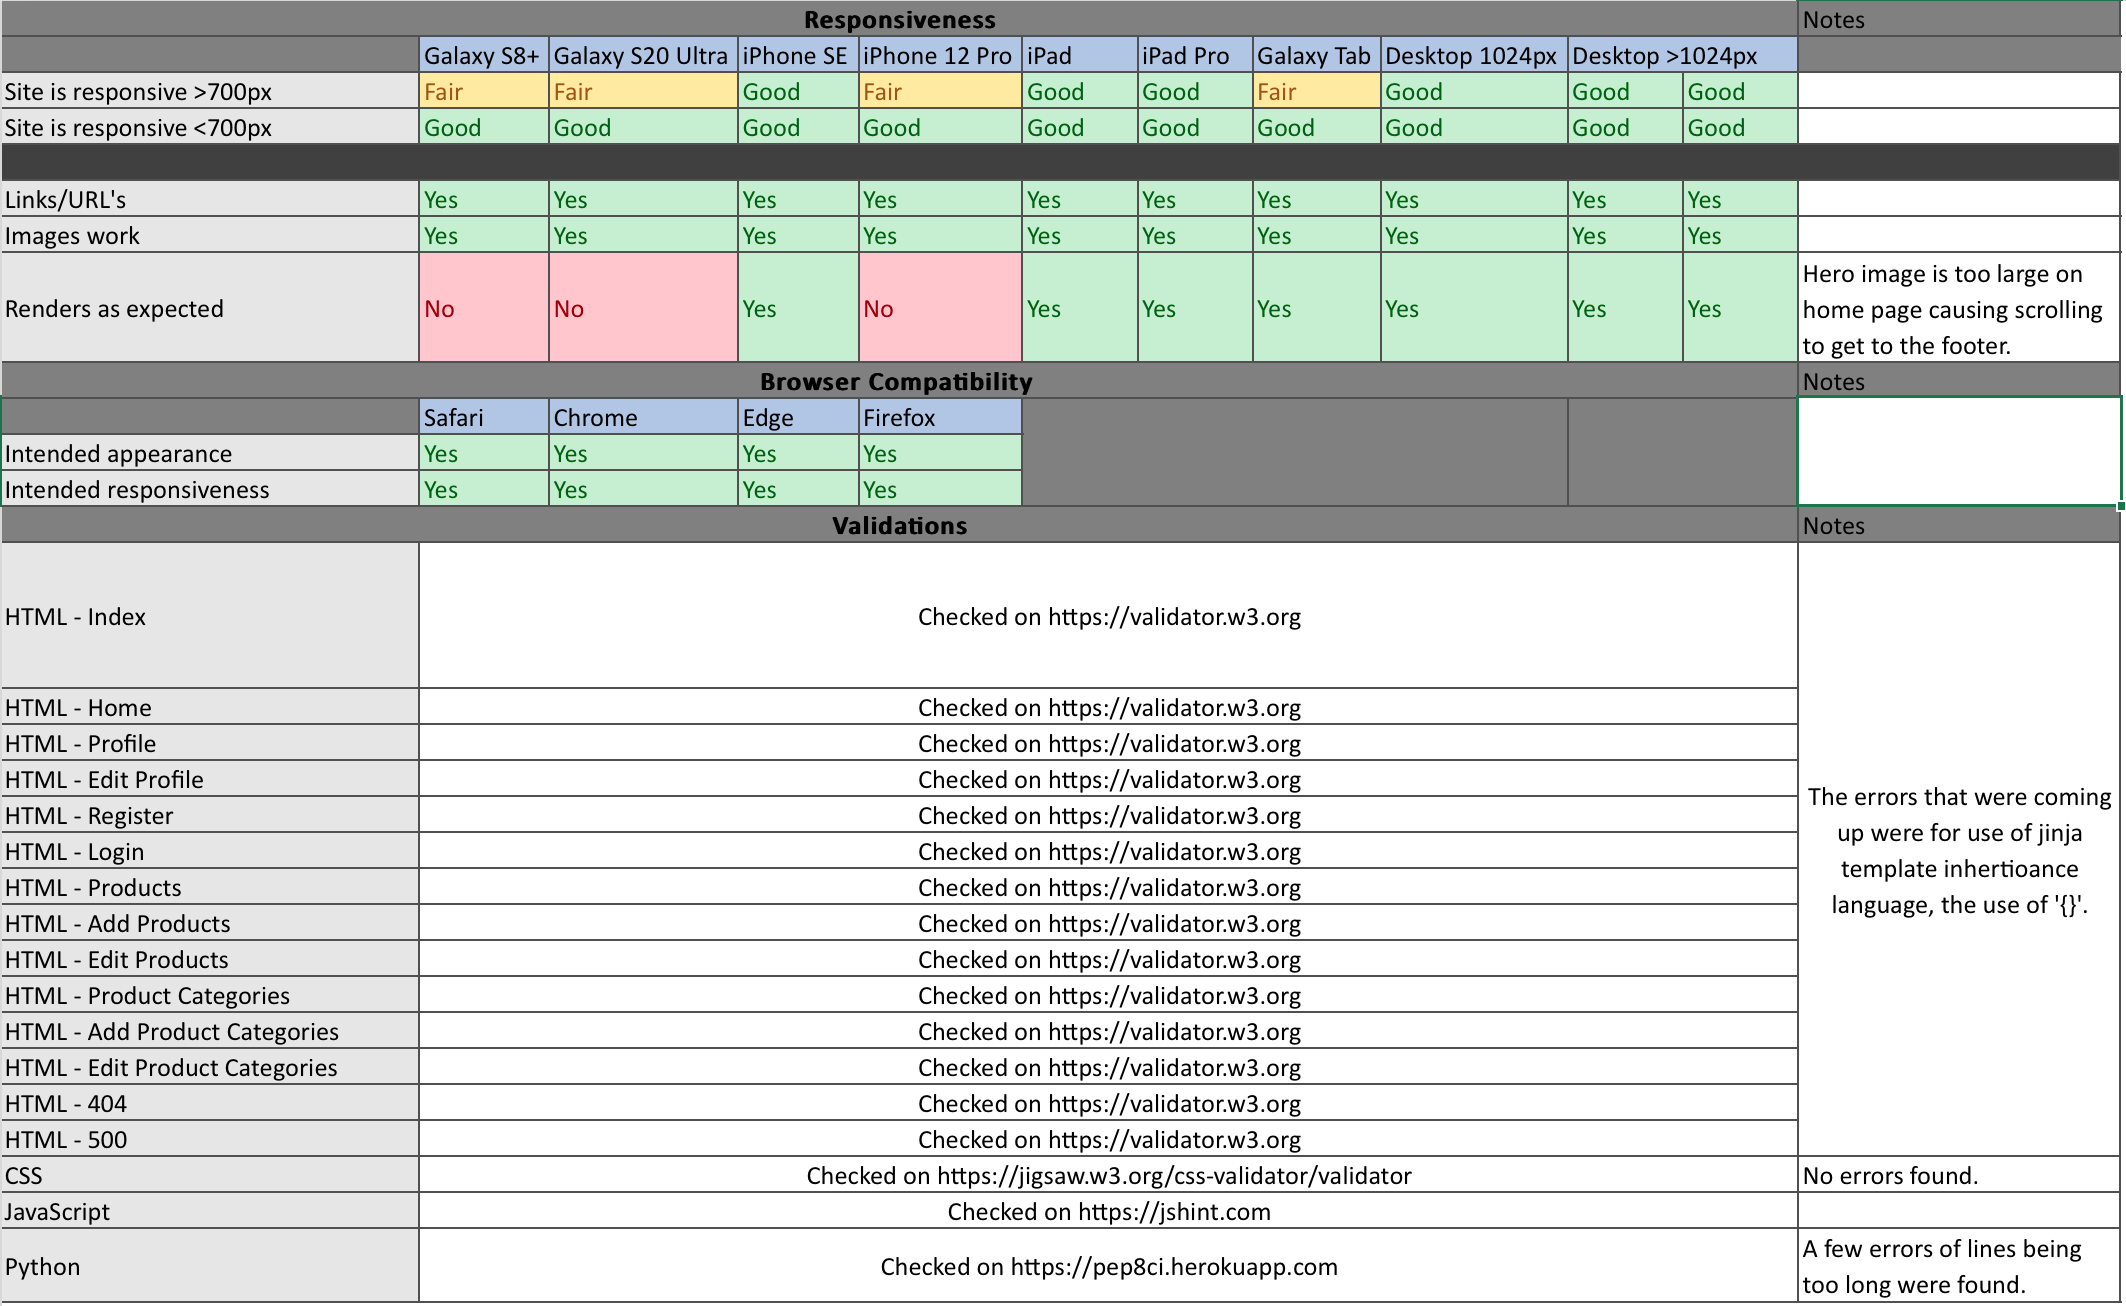 Responsiveness Notes
Galaxy S8+ Galaxy S20 Ultra iPhone SE iPhone 12 Pro iPad iPad Pro Galaxy Tab Desktop 1024px Desktop >1024px
Site is responsive >700px Fair Fair Good Fair Good Good Fair Good Good Good
Site is responsive <700px Good Good Good Good Good Good Good Good Good Good
Links/URL's Yes Yes Yes Yes Yes Yes Yes Yes Yes Yes
Images work Yes Yes Yes Yes Yes Yes Yes Yes Yes Yes
Renders as expected No No Yes No Yes Yes Yes Yes Yes Yes
Hero image is too large on
home page causing scrolling
to get to the footer.
Browser Compatibility Notes
Safari Chrome Edge Firefox
Intended appearance Yes Yes Yes Yes
Intended responsiveness Yes Yes Yes Yes
Validations Notes
HTML - Index Checked on https://validator.w3.org
HTML - Home Checked on https://validator.w3.org
HTML - Profile Checked on https://validator.w3.org
HTML - Edit Profile Checked on https://validator.w3.org
HTML - Register Checked on https://validator.w3.org
HTML - Login Checked on https://validator.w3.org
HTML - Products Checked on https://validator.w3.org
HTML - Add Products Checked on https://validator.w3.org
HTML - Edit Products Checked on https://validator.w3.org
HTML - Product Categories Checked on https://validator.w3.org
HTML - Add Product Categories Checked on https://validator.w3.org
HTML - Edit Product Categories Checked on https://validator.w3.org
HTML - 404 Checked on https://validator.w3.org
HTML - 500 Checked on https://validator.w3.org
The errors that were coming
up were for use of jinja
template inhertioance
language, the use of '{}'.
CSS Checked on https://jigsaw.w3.org/css-validator/validator No errors found.
JavaScript Checked on https://jshint.com
Python Checked on https://pep8ci.herokuapp.com
A few errors of lines being
too long were found.